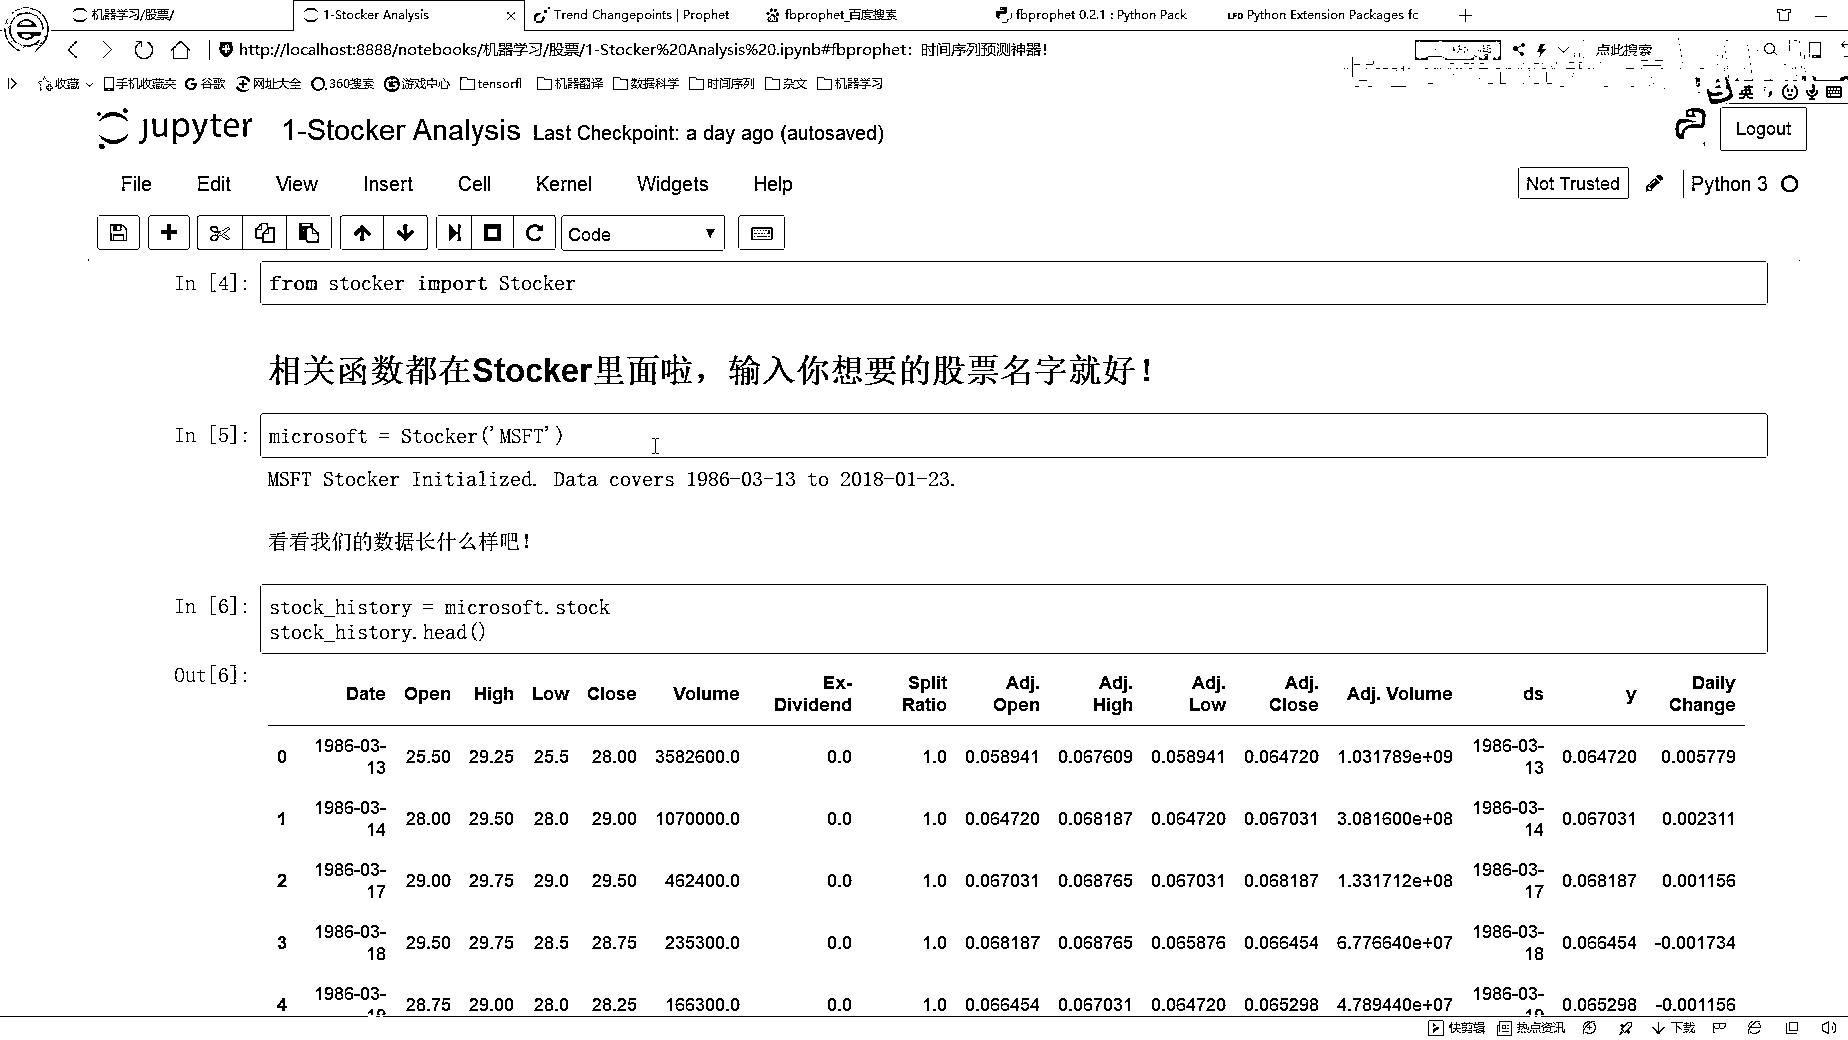 机器学习/股票/ 1-Stocker Analysis × Trend Changepoints | Prophet fbprophet_百度搜索 fbprophet 0.2.1 : Python Pack LFD Python Extension Packages fc
http://localhost:8888/notebooks/机器学习/股票/1-Stocker%20Analysis%20.ipynb#fbprophet：时间序列预测神器! 点此搜索
收藏 手机收藏夹 谷歌 网址大全 360搜索 游戏中心 tensorfl 机器翻译 数据科学 时间序列 杂文 机器学习 英
jupyter 1-Stocker Analysis Last Checkpoint: a day ago (autosaved) Logout
File Edit View Insert Cell Kernel Widgets Help Not Trusted Python 3
Code
In [4]: from stocker import Stocker
相关函数都在Stocker里面啦，输入你想要的股票名字就好！
In [5]: microsoft = Stocker('MSFT')
MSFT Stocker Initialized. Data covers 1986-03-13 to 2018-01-23.
看看我们的数据长什么样吧！
In [6]: stock_history = microsoft.stock
stock_history.head()
Out[6]:
Date Open High Low Close Volume Ex-Dividend Split Ratio Adj. Open Adj. High Adj. Low Adj. Close Adj. Volume ds y Daily Change
0 1986-03-13 25.50 29.25 25.5 28.00 3582600.0 0.0 1.0 0.058941 0.067609 0.058941 0.064720 1.031789e+09 1986-03-13 0.064720 0.005779
1 1986-03-14 28.00 29.50 28.0 29.00 1070000.0 0.0 1.0 0.064720 0.068187 0.064720 0.067031 3.081600e+08 1986-03-14 0.067031 0.002311
2 1986-03-17 29.00 29.75 29.0 29.50 462400.0 0.0 1.0 0.067031 0.068765 0.067031 0.068187 1.331712e+08 1986-03-17 0.068187 0.001156
3 1986-03-18 29.50 29.75 28.5 28.75 235300.0 0.0 1.0 0.068187 0.068765 0.065876 0.066454 6.776640e+07 1986-03-18 0.066454 -0.001734
4 1986-03-19 28.75 29.00 28.0 28.25 166300.0 0.0 1.0 0.066454 0.067031 0.064720 0.065298 4.789440e+07 1986-03-19 0.065298 -0.001156
快剪辑 热点资讯 下载